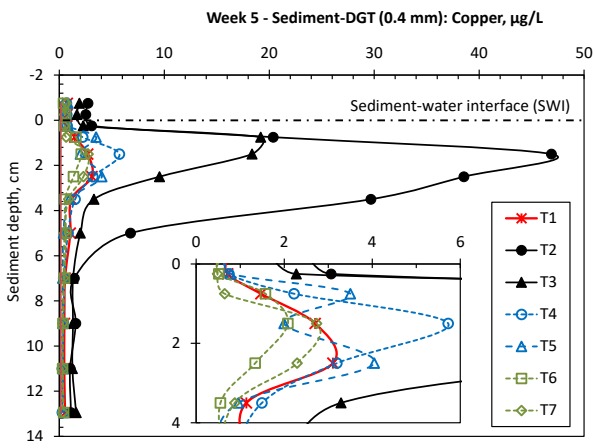 Week 5 - Sediment-DGT (0.4 mm): Copper, µg/L
0 10 20 30 40 50
-2
0
2
4
6
8
10
12
14
Sediment depth, cm
Sediment-water interface (SWI)
0 2 4 6
0
2
4
T1
T2
T3
T4
T5
T6
T7